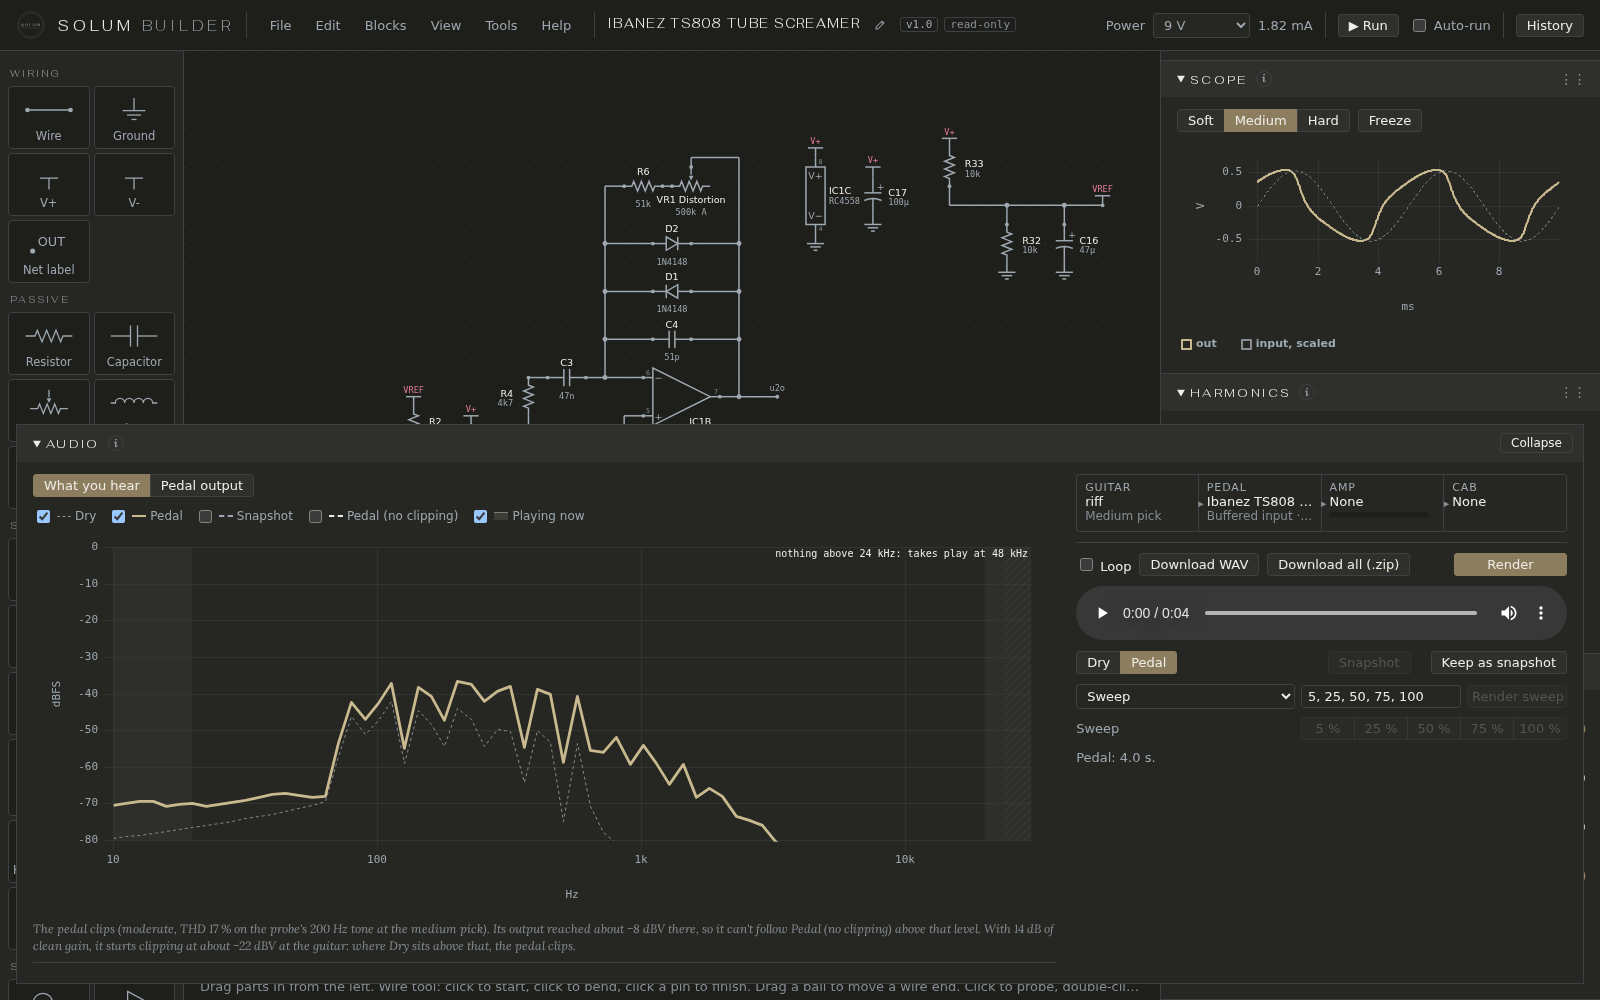 SOLUM BUILDER
File Edit Blocks View Tools Help
IBANEZ TS808 TUBE SCREAMER
v1.0 read-only
Power 9 V 1.82 mA
▶ Run
Auto-run
History
WIRING
Wire
Ground
V+
V-
OUT
Net label
PASSIVE
Resistor
Capacitor
R6
51k
VR1 Distortion
500k A
D2
1N4148
D1
1N4148
C4
51p
C3
47n
R4
4k7
VREF
R2
V+
6
5
7
IC1B
u2o
V+
8
V+
V−
4
IC1C
RC4558
V+
C17
100µ
V+
R33
10k
VREF
R32
10k
C16
47µ
▼ SCOPE i
Soft Medium Hard Freeze
0.5
0
-0.5
V
0 2 4 6 8
ms
out input, scaled
▼ HARMONICS i
▼ AUDIO i
Collapse
What you hear Pedal output
Dry Pedal Snapshot Pedal (no clipping) Playing now
nothing above 24 kHz: takes play at 48 kHz
0
-10
-20
-30
-40
-50
-60
-70
-80
dBFS
10 100 1k 10k
Hz
The pedal clips (moderate, THD 17 % on the probe's 200 Hz tone at the medium pick). Its output reached about −8 dBV there, so it can't follow Pedal (no clipping) above that level. With 14 dB of
clean gain, it starts clipping at about −22 dBV at the guitar: where Dry sits above that, the pedal clips.
GUITAR
riff
Medium pick
PEDAL
Ibanez TS808 ...
Buffered input ·...
AMP
None
CAB
None
Loop Download WAV Download all (.zip) Render
0:00 / 0:04
Dry Pedal Snapshot Keep as snapshot
Sweep 5, 25, 50, 75, 100 Render sweep
Sweep 5 % 25 % 50 % 75 % 100 %
Pedal: 4.0 s.
Drag parts in from the left. Wire tool: click to start, click to bend, click a pin to finish. Drag a ball to move a wire end. Click to probe, double-cli...